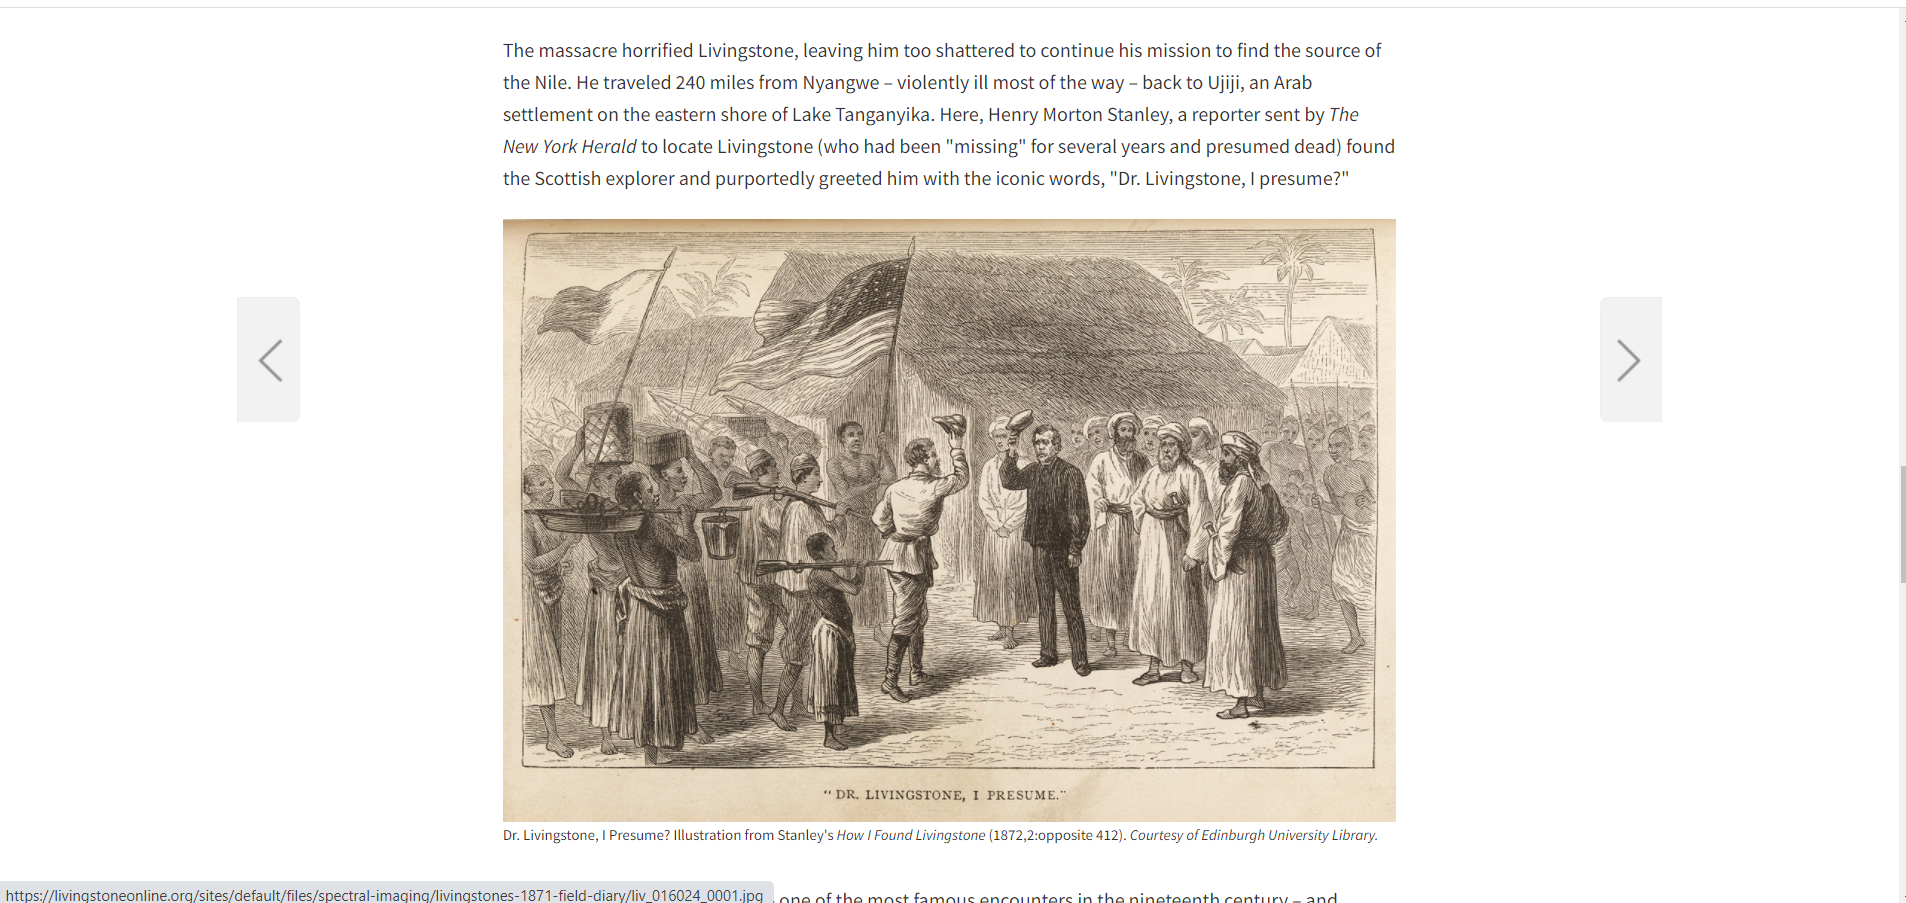 The massacre horrified Livingstone, leaving him too shattered to continue his mission to find the source of
the Nile. He traveled 240 miles from Nyangwe – violently ill most of the way – back to Ujiji, an Arab
settlement on the eastern shore of Lake Tanganyika. Here, Henry Morton Stanley, a reporter sent by The
New York Herald to locate Livingstone (who had been "missing" for several years and presumed dead) found
the Scottish explorer and purportedly greeted him with the iconic words, "Dr. Livingstone, I presume?"
“DR. LIVINGSTONE, I PRESUME.”
Dr. Livingstone, I Presume? Illustration from Stanley's How I Found Livingstone (1872,2:opposite 412). Courtesy of Edinburgh University Library.
one of the most famous encounters in the nineteenth century – and
https://livingstoneonline.org/sites/default/files/spectral-imaging/livingstones-1871-field-diary/liv_016024_0001.jpg